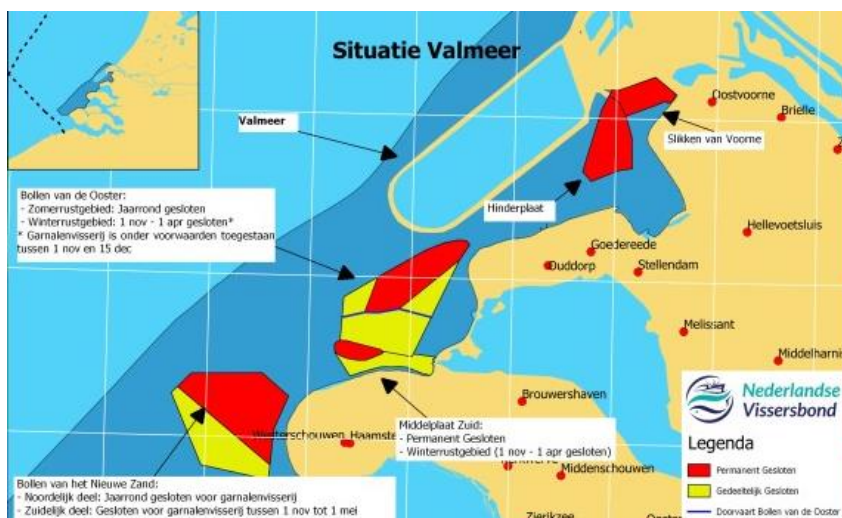 Situatie Valmeer
Valmeer
Oostvoorne
Brielle
Slikken van Voorne
Bollen van de Ooster:
- Zomerrustgebied: Jaarrond gesloten
- Winterrustgebied: 1 nov - 1 apr gesloten*
* Garnalenvisserij is onder voorwaarden toegestaan
tussen 1 nov en 15 dec
Hinderplaat
Hellevoetsluis
Goedereede
Ouddorp
Stellendam
Melissant
Middelharnis
Brouwershaven
Nederlandse
Vissersbond
Middelplaat Zuid:
- Permanent Gesloten
- Winterrustgebied (1 nov - 1 apr gesloten)
Haamste
Middenschouwen
Zierikzee
Bollen van het Nieuwe Zand:
- Noordelijk deel: Jaarrond gesloten voor garnalenvisserij
- Zuidelijk deel: Gesloten voor garnalenvisserij tussen 1 nov tot 1 mei
Legenda
Permanent Gesloten
Gedeeltelijk Gesloten
Doorvaart Bollen van de Ooster